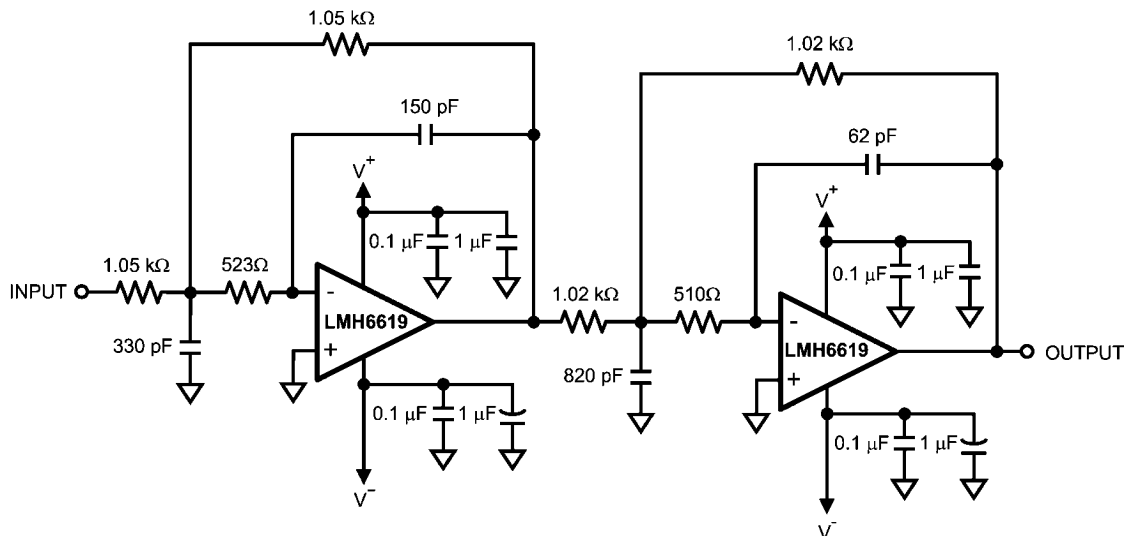 1.05 kΩ
1.02 kΩ
150 pF
62 pF
V+
V+
0.1 µF
1 µF
0.1 µF
1 µF
1.05 kΩ
523Ω
1.02 kΩ
510Ω
INPUT
-
LMH6619
+
-
LMH6619
+
OUTPUT
330 pF
820 pF
0.1 µF
1 µF
0.1 µF
1 µF
V-
V-